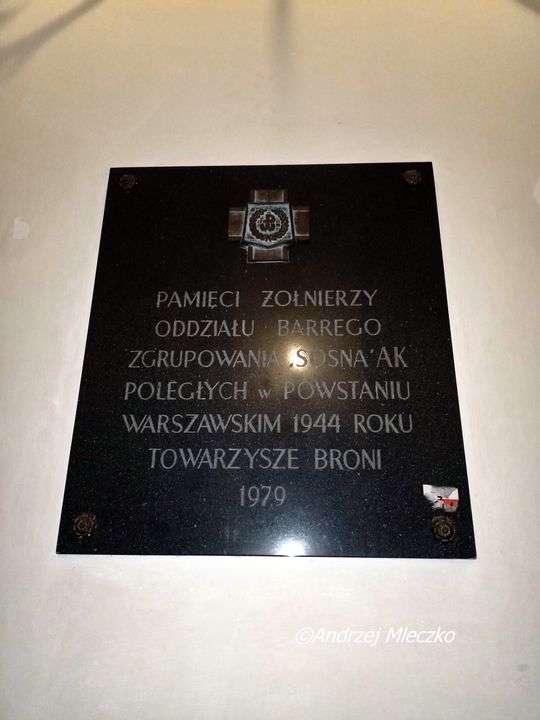 PAMIĘCI ŻOŁNIERZY
ODDZIAŁU BARREGO
ZGRUPOWANIA „SOSNA" AK
POLEGŁYCH w POWSTANIU
WARSZAWSKIM 1944 ROKU
TOWARZYSZE BRONI
1979
©Andrzej Mleczko